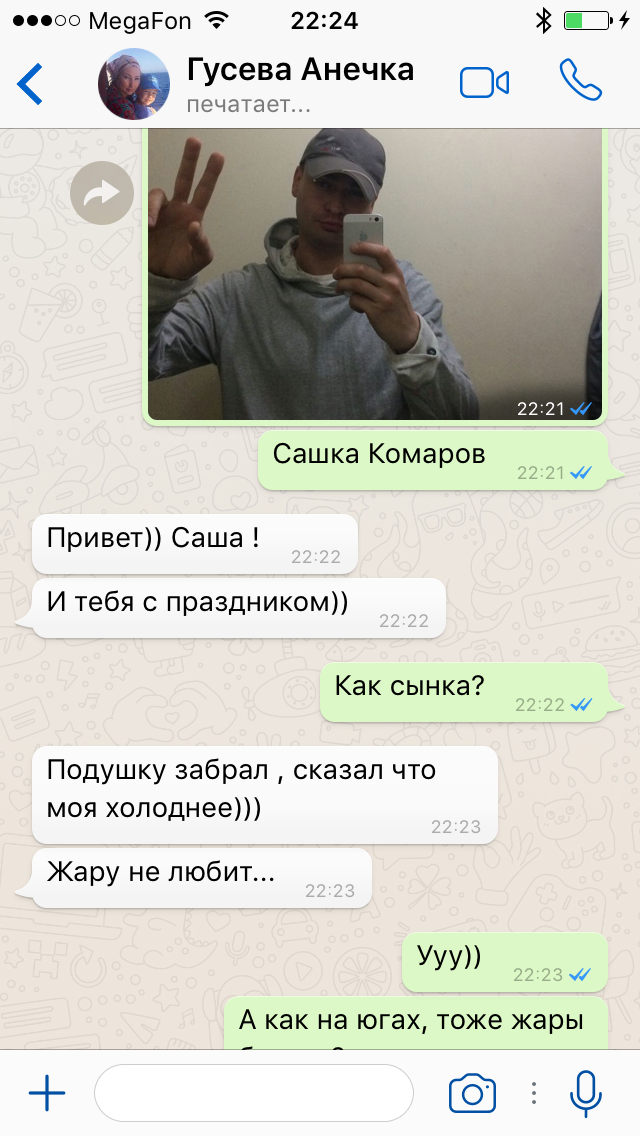 MegaFon 22:24
Гусева Анечка
печатает...
22:21
Сашка Комаров
22:21
Привет)) Саша !
22:22
И тебя с праздником))
22:22
Как сынка?
22:22
Подушку забрал , сказал что
моя холоднее)))
22:23
Жару не любит...
22:23
Ууу))
22:23
А как на югах, тоже жары